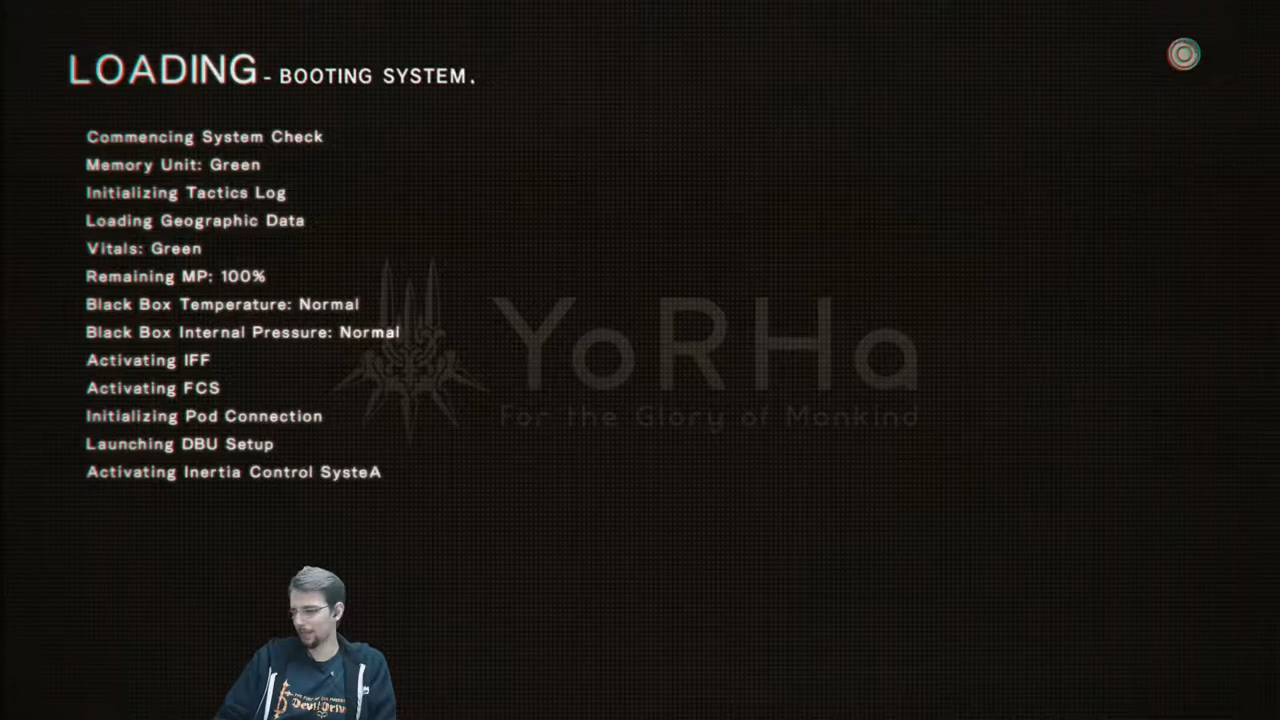 LOADING - BOOTING SYSTEM.
Commencing System Check
Memory Unit: Green
Initializing Tactics Log
Loading Geographic Data
Vitals: Green
Remaining MP: 100%
Black Box Temperature: Normal
Black Box Internal Pressure: Normal
Activating IFF
Activating FCS
Initializing Pod Connection
Launching DBU Setup
Activating Inertia Control SysteA
YoRHa
For the Glory of Mankind